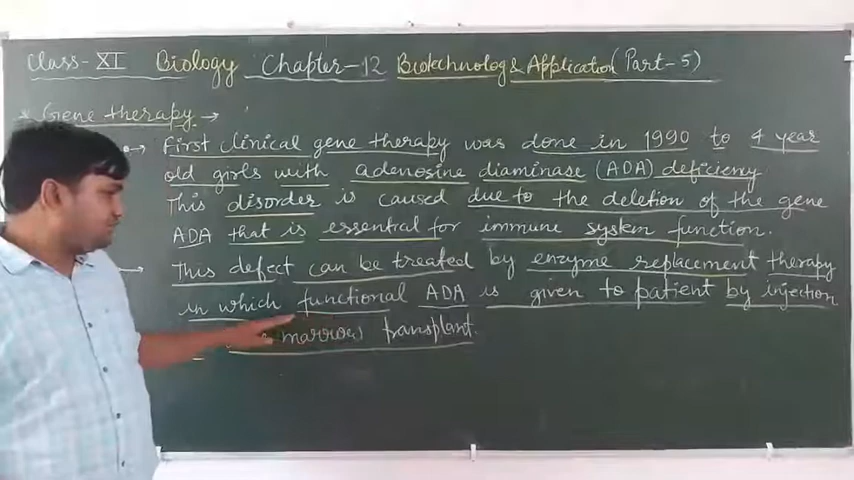 Class-XI Biology Chapter-12 Biotechnology & Application (Part-5)
* Gene therapy →
→ First clinical gene therapy was done in 1990 to 4 year
old girls with adenosine diaminase (ADA) deficiency
This disorder is caused due to the deletion of the gene
ADA that is essential for immune system function.
→ This defect can be treated by enzyme replacement therapy
in which functional ADA is given to patient by injection
marrow transplant.